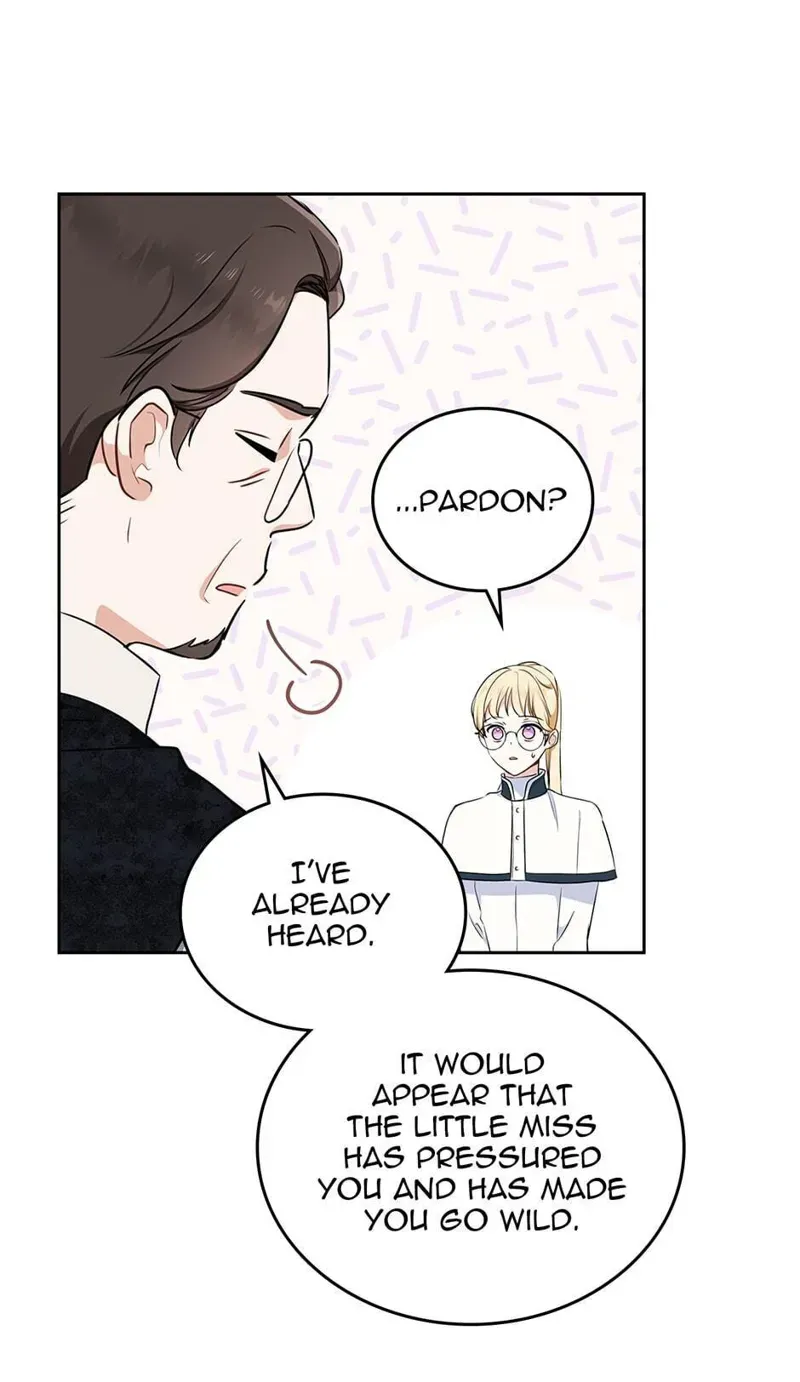 ...PARDON?
I'VE
ALREADY
HEARD.
IT WOULD
APPEAR THAT
THE LITTLE MISS
HAS PRESSURED
YOU AND HAS MADE
YOU GO WILD.